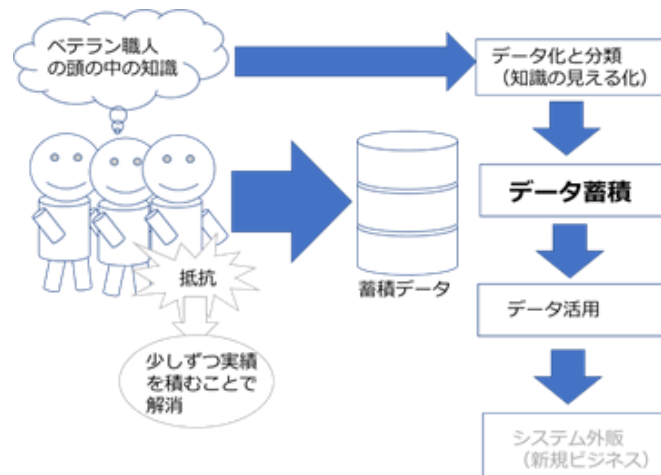 ベテラン職人
の頭の中の知識
データ化と分類
（知識の見える化）
データ蓄積
抵抗
蓄積データ
データ活用
少しずつ実績
を積むことで
解消
システム外販
（新規ビジネス）